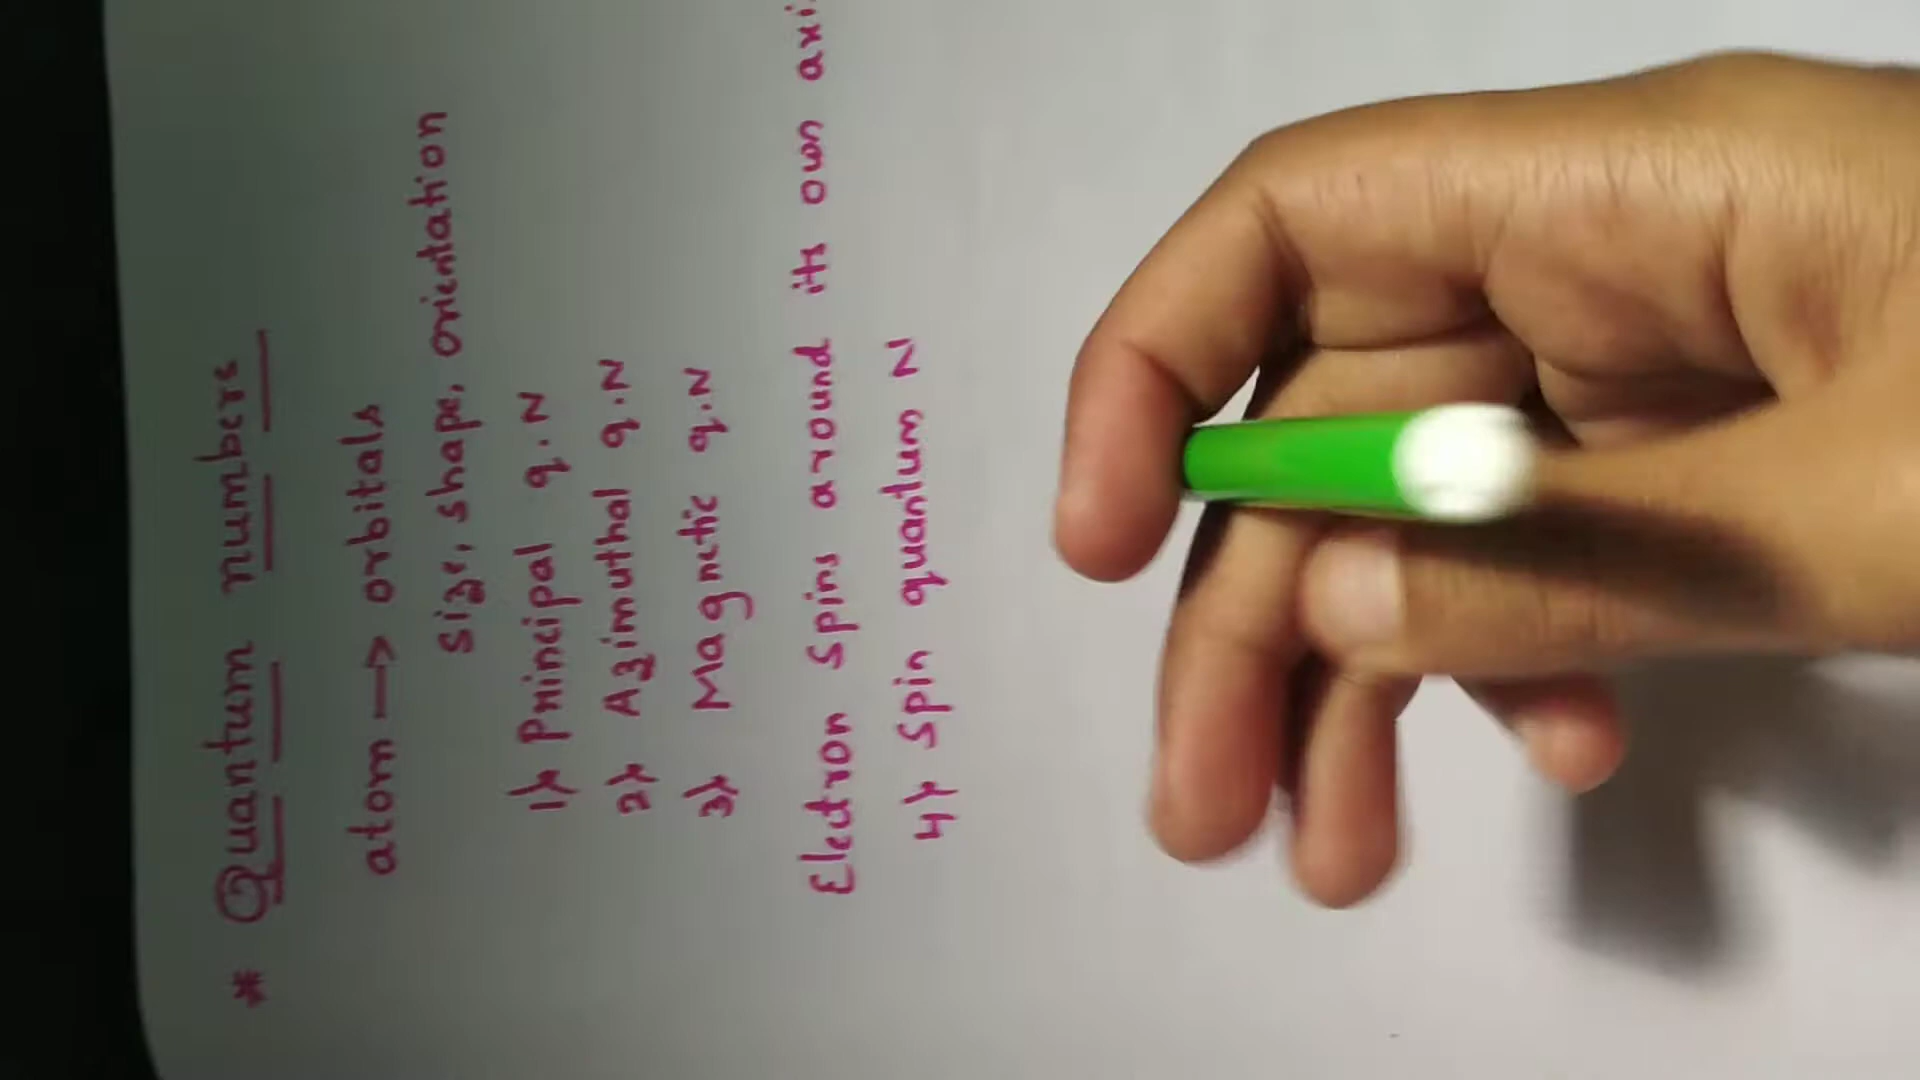 * Quantum numbers
atom → orbitals
size, shape, orientation
1} Principal q.N
2} Azimuthal q.N
3} Magnetic q.N
Electron spins around its own
4} Spin quantum N